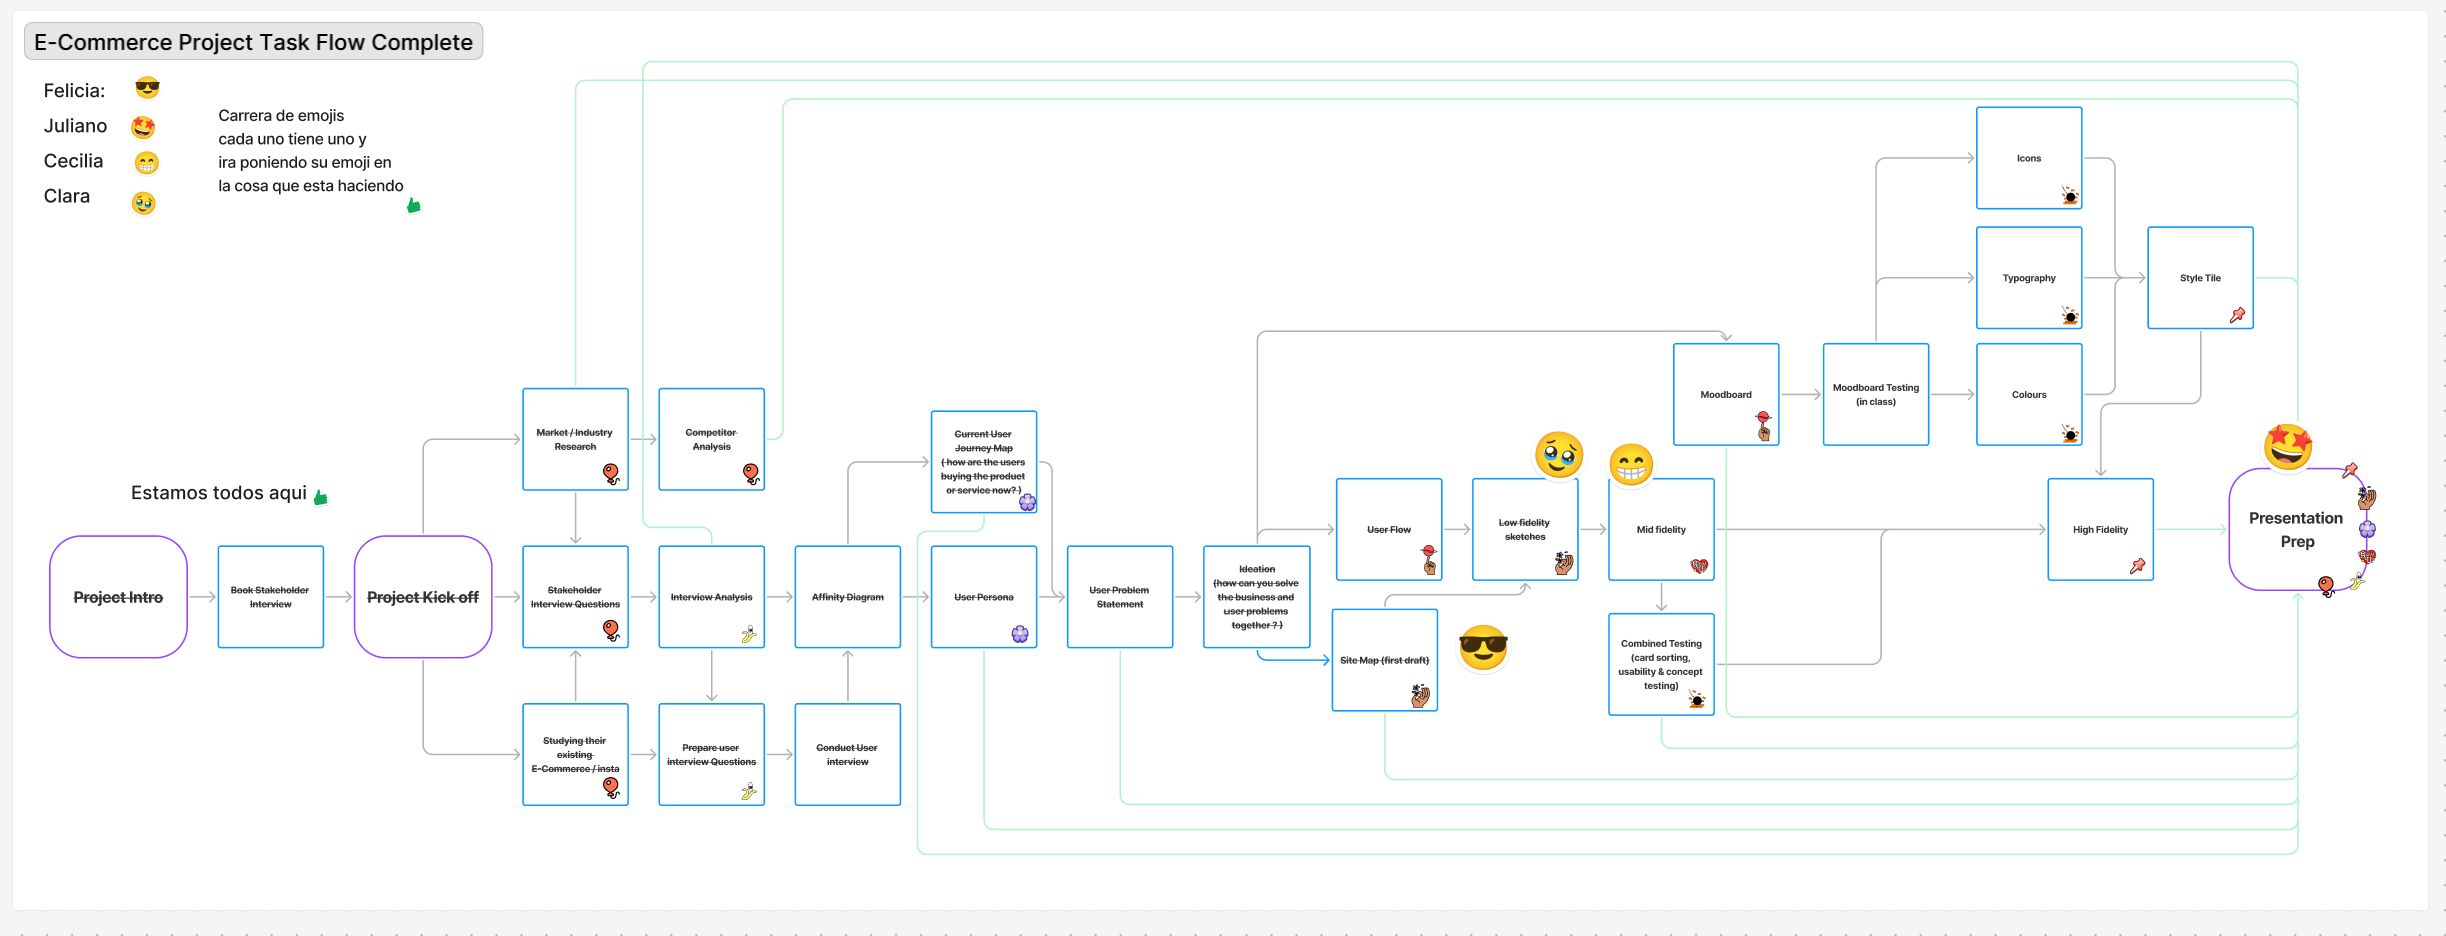 E-Commerce Project Task Flow Complete
Felicia:
Juliano
Cecilia
Clara
Carrera de emojis
cada uno tiene uno y
ira poniendo su emoji en
la cosa que esta haciendo
Estamos todos aqui
Project Intro
Book Stakeholder
Interview
Project Kick off
Market / Industry
Research
Competitor
Analysis
Stakeholder
Interview Questions
Interview Analysis
Studying their
existing
E-Commerce / insta
Prepare user
interview Questions
Conduct User
interview
Affinity Diagram
Current User
Journey Map
( how are the users
buying the product
or service now? )
User Persona
User Problem
Statement
Ideation
(how can you solve
the business and
user problems
together ? )
User Flow
Low fidelity
sketches
Site Map (first draft)
Mid fidelity
Combined Testing
(card sorting,
usability & concept
testing)
Moodboard
Moodboard Testing
(in class)
Icons
Typography
Colours
Style Tile
High Fidelity
Presentation
Prep